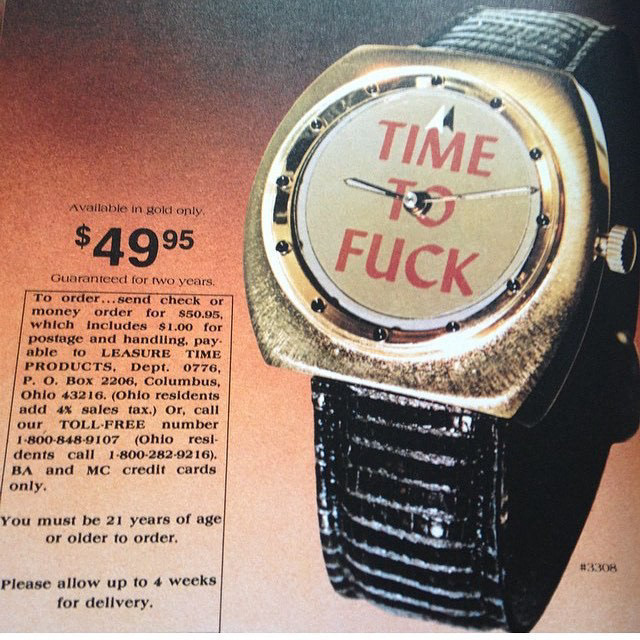 TIME
TO
FUCK
Available in gold only.
$49.95
Guaranteed for two years.
To order...send check or
money order for $50.95,
which includes $1.00 for
postage and handling, pay-
able to LEASURE TIME
PRODUCTS, Dept. 0776,
P. O. Box 2206, Columbus,
Ohio 43216. (Ohio residents
add 4% sales tax.) Or, call
our TOLL-FREE number
1-800-848-9107 (Ohio resi-
dents call 1-800-282-9216).
BA and MC credit cards
only.
You must be 21 years of age
or older to order.
Please allow up to 4 weeks
for delivery.
#3308